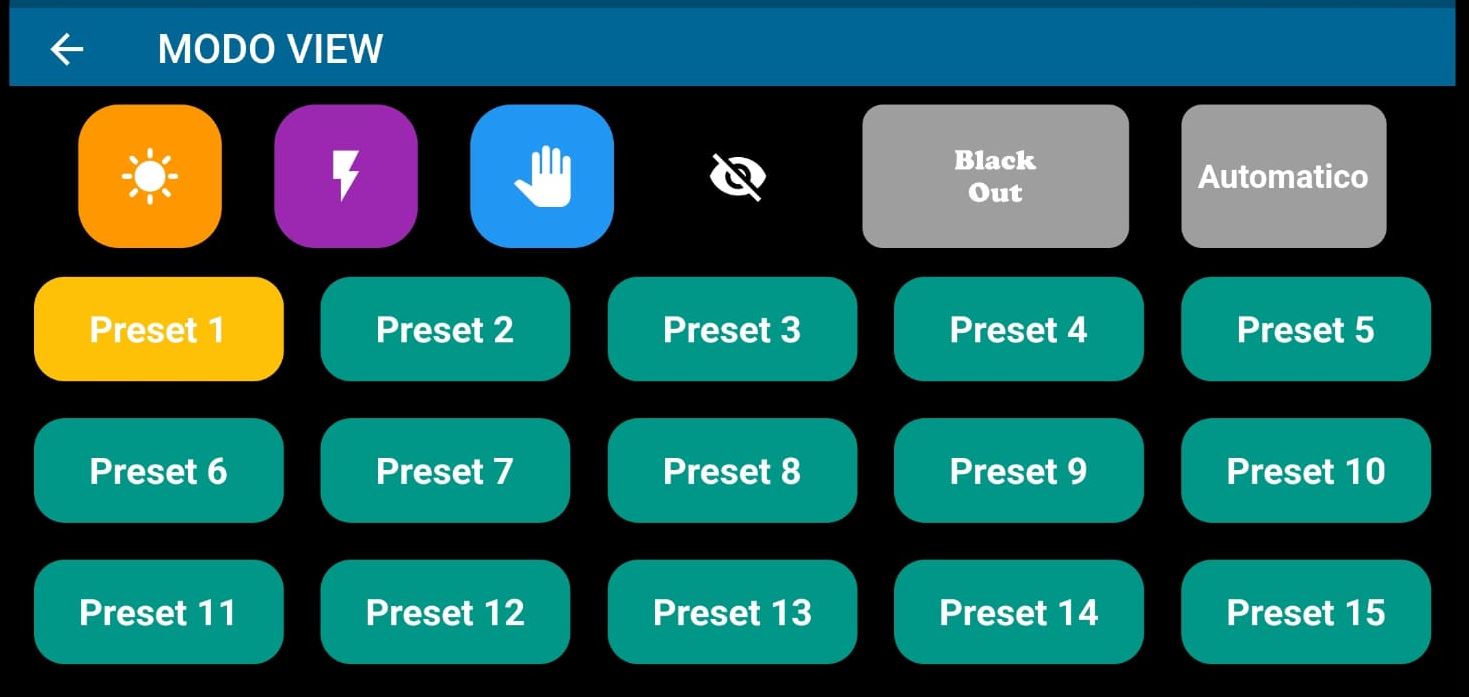 MODO VIEW
Black
Out
Automatico
Preset 1
Preset 2
Preset 3
Preset 4
Preset 5
Preset 6
Preset 7
Preset 8
Preset 9
Preset 10
Preset 11
Preset 12
Preset 13
Preset 14
Preset 15